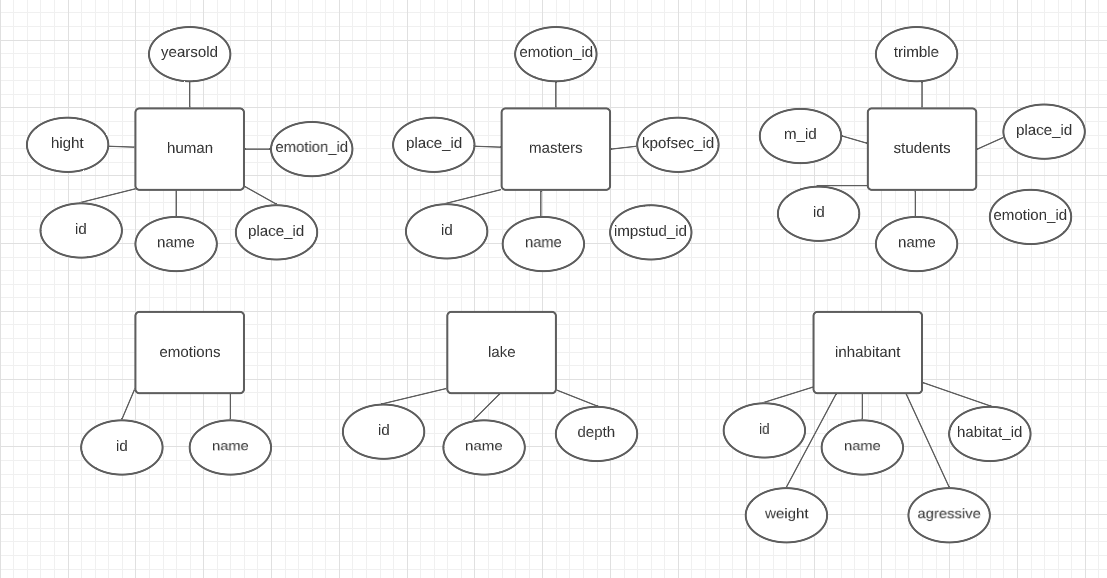 yearsold
emotion_id
trimble
hight
human
emotion_id
place_id
masters
kpofsec_id
m_id
students
place_id
id
name
place_id
id
name
impstud_id
id
name
emotion_id
emotions
lake
inhabitant
id
name
id
name
depth
id
name
habitat_id
weight
agressive